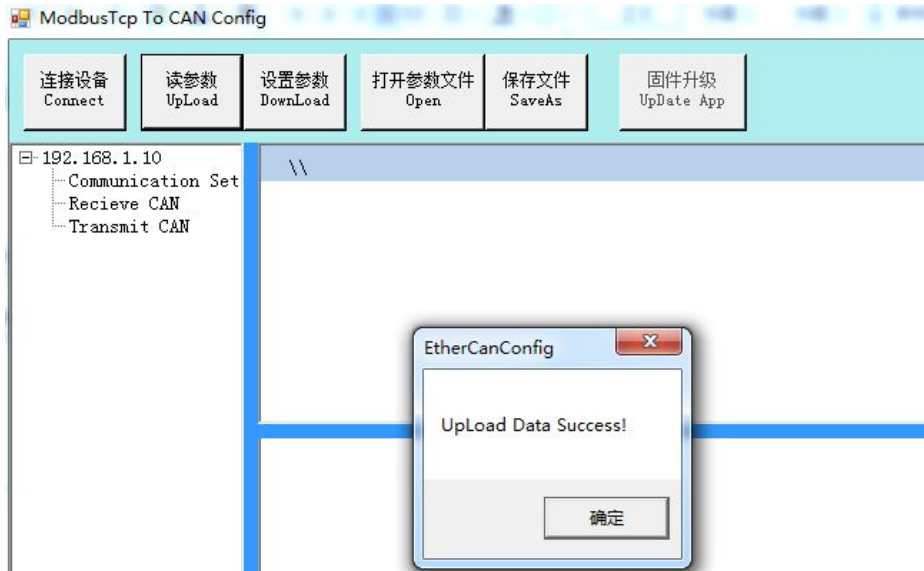 ModbusTcp To CAN Config
连接设备
Connect
读参数
UpLoad
设置参数
DownLoad
打开参数文件
Open
保存文件
SaveAs
固件升级
UpDate App
192.168.1.10
Communication Set
Recieve CAN
Transmit CAN
\\
EtherCanConfig
UpLoad Data Success!
确定